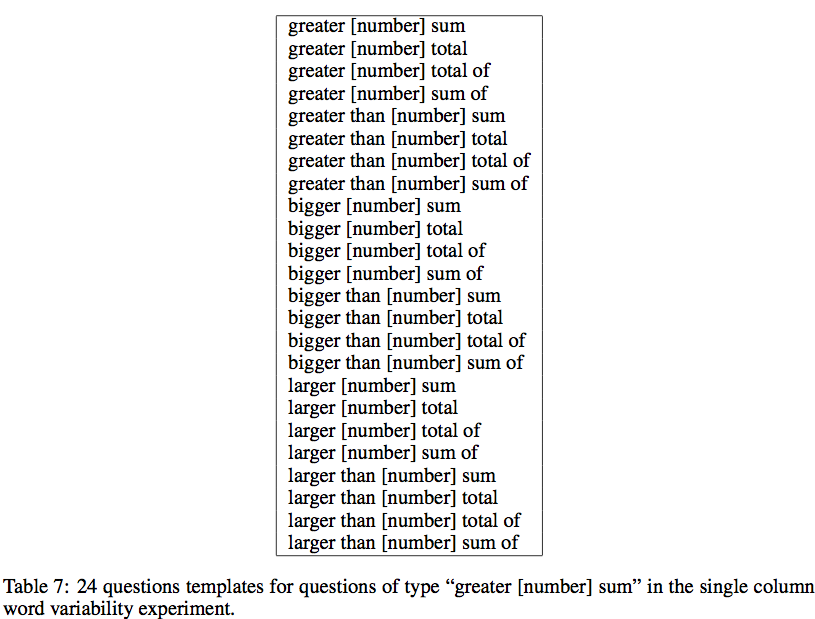 greater [number] sum
greater [number] total
greater [number] total of
greater [number] sum of
greater than [number] sum
greater than [number] total
greater than [number] total of
greater than [number] sum of
bigger [number] sum
bigger [number] total
bigger [number] total of
bigger [number] sum of
bigger than [number] sum
bigger than [number] total
bigger than [number] total of
bigger than [number] sum of
larger [number] sum
larger [number] total
larger [number] total of
larger [number] sum of
larger than [number] sum
larger than [number] total
larger than [number] total of
larger than [number] sum of
Table 7: 24 questions templates for questions of type “greater [number] sum” in the single column
word variability experiment.